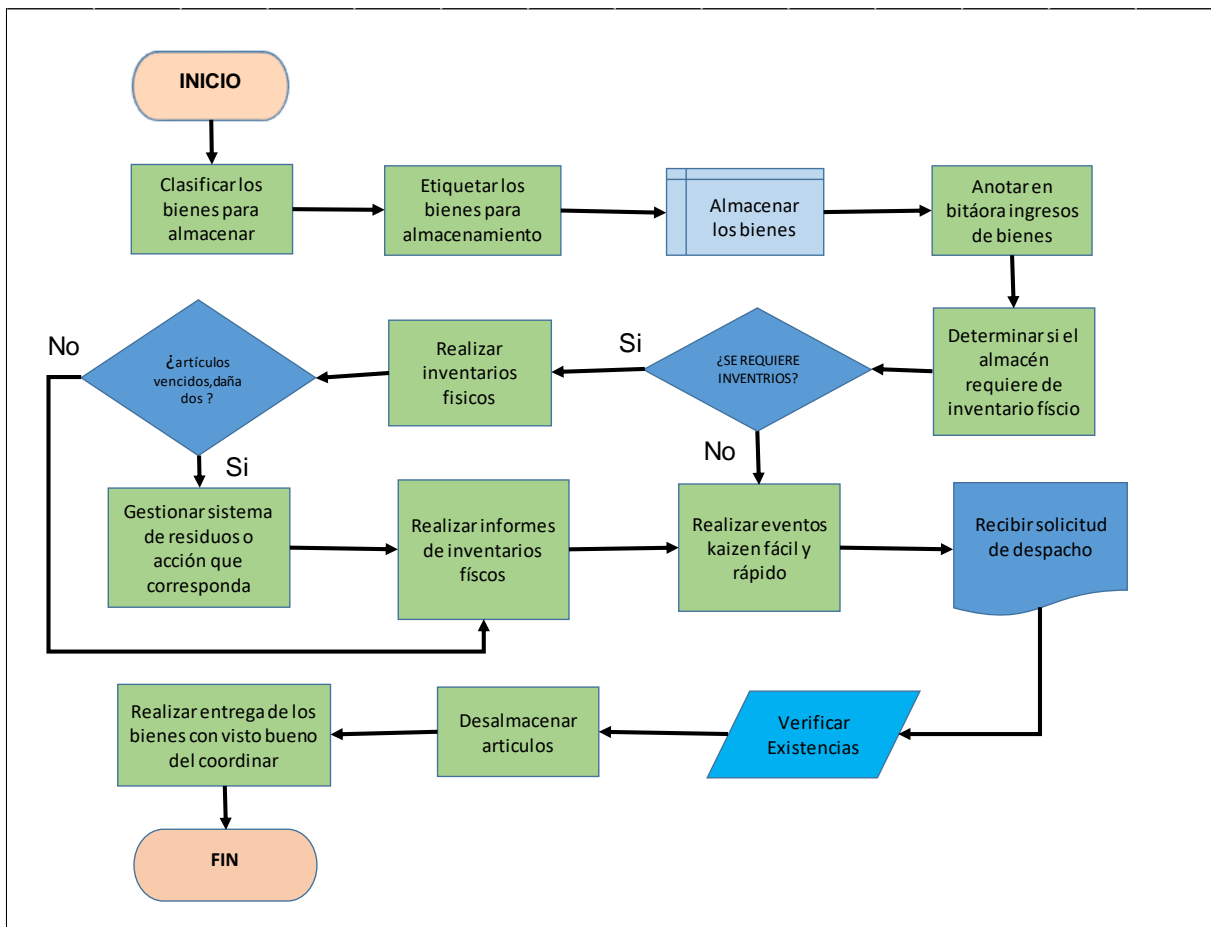 INICIO
Clasificar los
bienes para
almacenar
Etiquetar los
bienes para
almacenamiento
Almacenar
los bienes
Anotar en
bitáora ingresos
de bienes
No
¿artículos
vencidos,daña
dos ?
Realizar
inventarios
fisicos
Si
¿SE REQUIERE
INVENTRIOS?
Determinar si el
almacén
requiere de
inventario físcio
Si
No
Gestionar sistema
de residuos o
acción que
corresponda
Realizar informes
de inventarios
físcos
Realizar eventos
kaizen fácil y
rápido
Recibir solicitud
de despacho
Realizar entrega de los
bienes con visto bueno
del coordinar
Desalmacenar
articulos
Verificar
Existencias
FIN